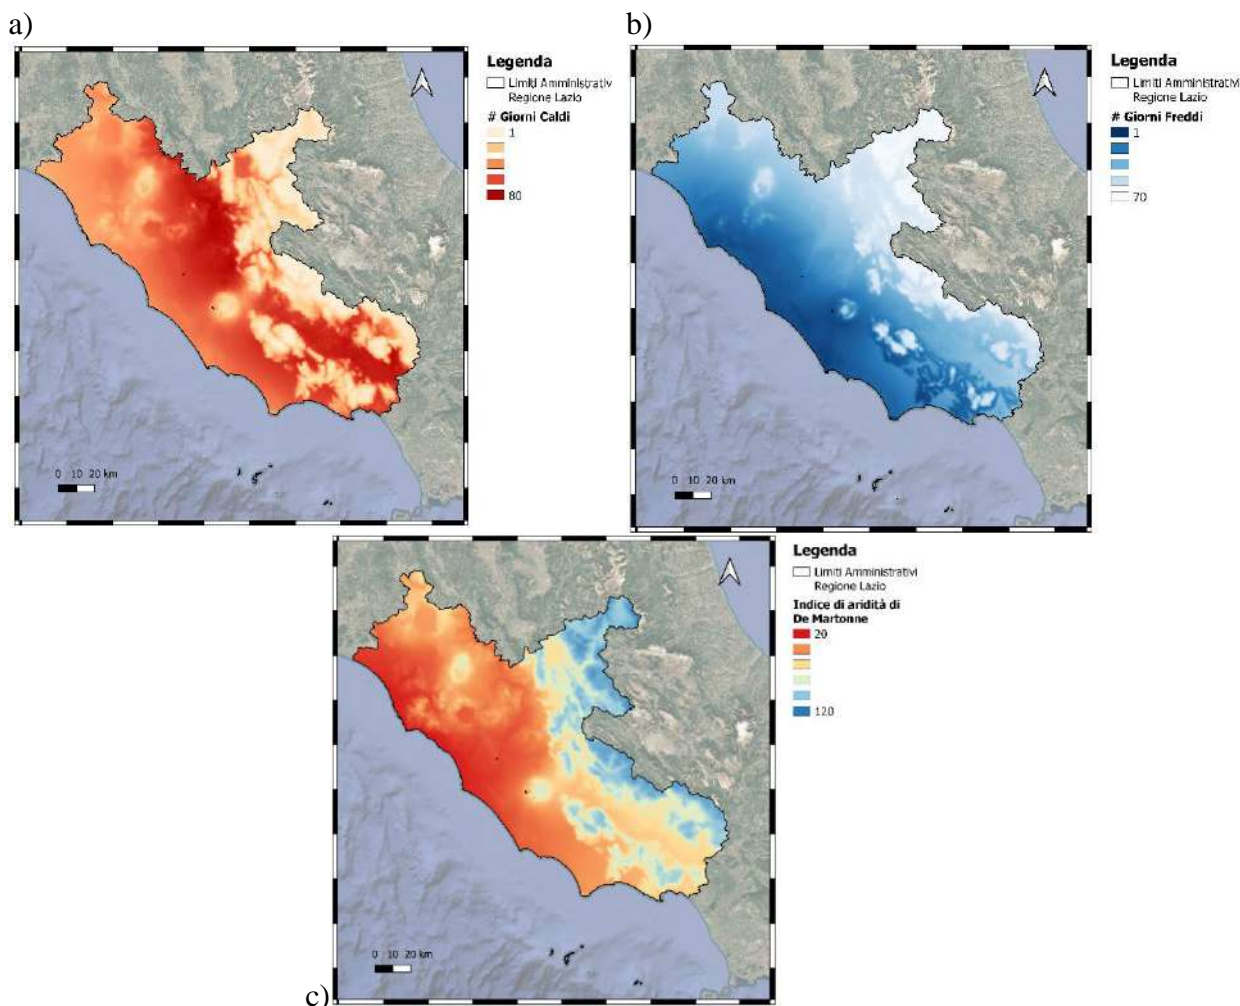 a)
Legenda
Limiti Amministrativi
Regione Lazio
# Giorni Caldi
1
80
0 10 20 km
b)
Legenda
Limiti Amministrativi
Regione Lazio
# Giorni Freddi
1
70
0 10 20 km
c)
Legenda
Limiti Amministrativi
Regione Lazio
Indice di aridità di
De Martonne
20
120
0 10 20 km